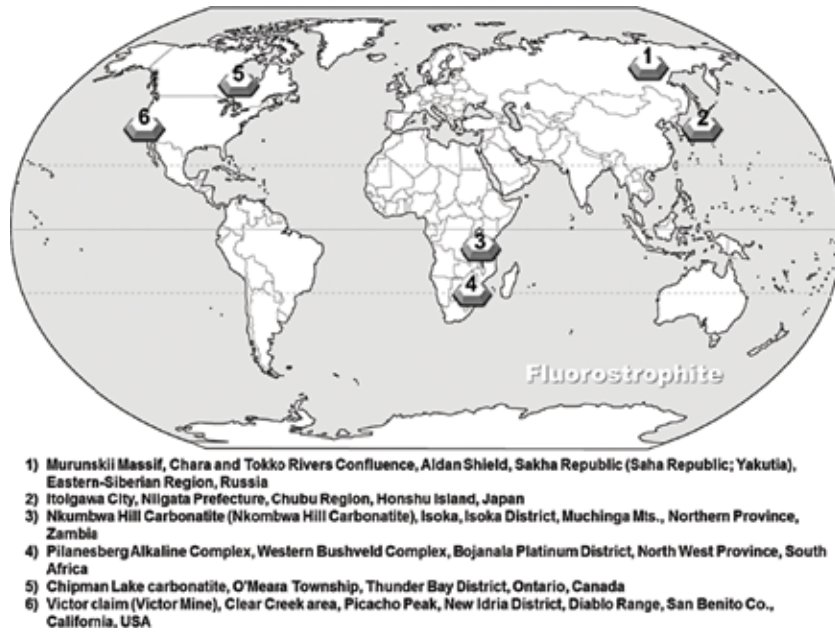 1
5
6
2
3
4
Fluorostrophite
1) Murunskii Massif, Chara and Tokko Rivers Confluence, Aldan Shield, Sakha Republic (Saha Republic; Yakutia),
Eastern-Siberian Region, Russia
2) Itoigawa City, Niigata Prefecture, Chubu Region, Honshu Island, Japan
3) Nkumbwa Hill Carbonatite (Nkombwa Hill Carbonatite), Isoka, Isoka District, Muchinga Mts., Northern Province,
Zambia
4) Pilanesberg Alkaline Complex, Western Bushveld Complex, Bojanala Platinum District, North West Province, South
Africa
5) Chipman Lake carbonatite, O'Meara Township, Thunder Bay District, Ontario, Canada
6) Victor claim (Victor Mine), Clear Creek area, Picacho Peak, New Idria District, Diablo Range, San Benito Co.,
California, USA